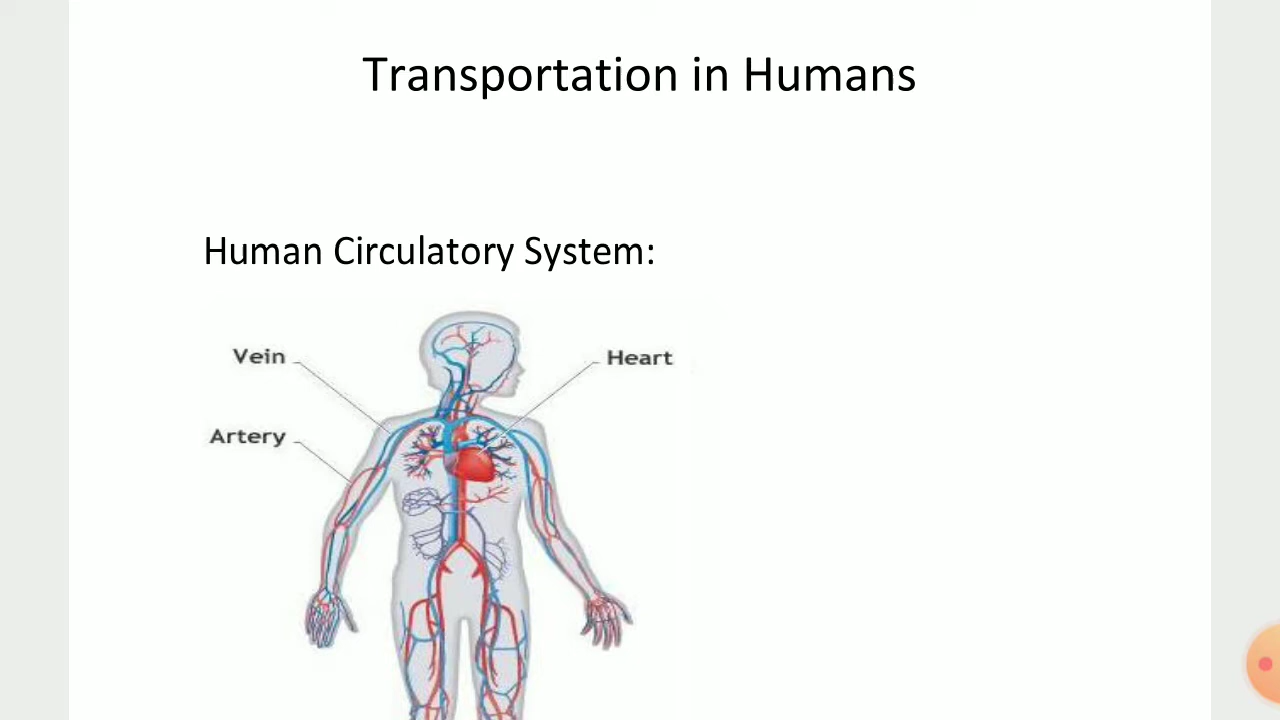 Transportation in Humans
Human Circulatory System:
Vein
Heart
Artery